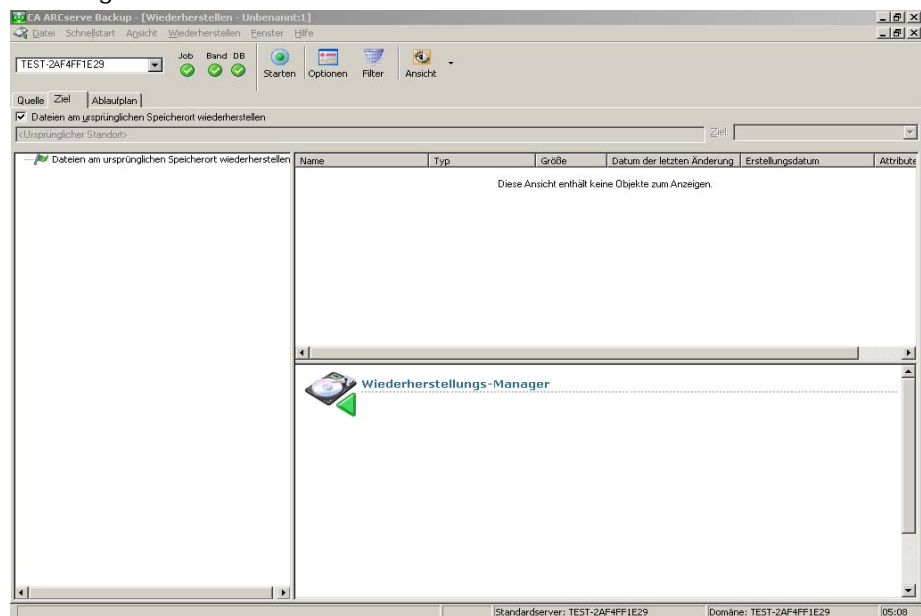 CA ARCserve Backup - [Wiederherstellen - Unbenannt:1]
Datei Schnellstart Ansicht Wiederherstellen Fenster Hilfe
TEST-2AF4FF1E29
Job Band DB
Starten Optionen Filter Ansicht
Quelle Ziel Ablaufplan
Dateien am ursprünglichen Speicherort wiederherstellen
<Ursprünglicher Standort> Ziel:
Dateien am ursprünglichen Speicherort wiederherstellen
Name Typ Größe Datum der letzten Änderung Erstellungsdatum Attribute
Diese Ansicht enthält keine Objekte zum Anzeigen.
Wiederherstellungs-Manager
Standardserver: TEST-2AF4FF1E29 Domäne: TEST-2AF4FF1E29 05:08